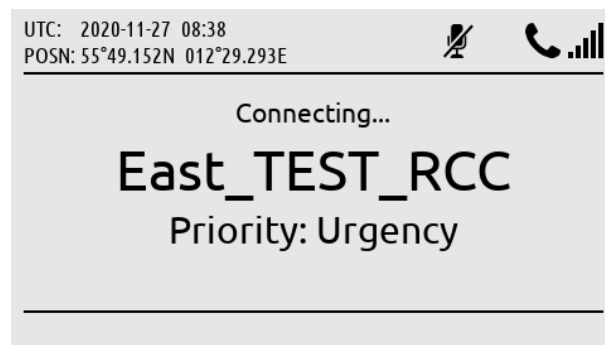 UTC: 2020-11-27 08:38
POSN: 55°49.152N 012°29.293E
Connecting...
East_TEST_RCC
Priority: Urgency